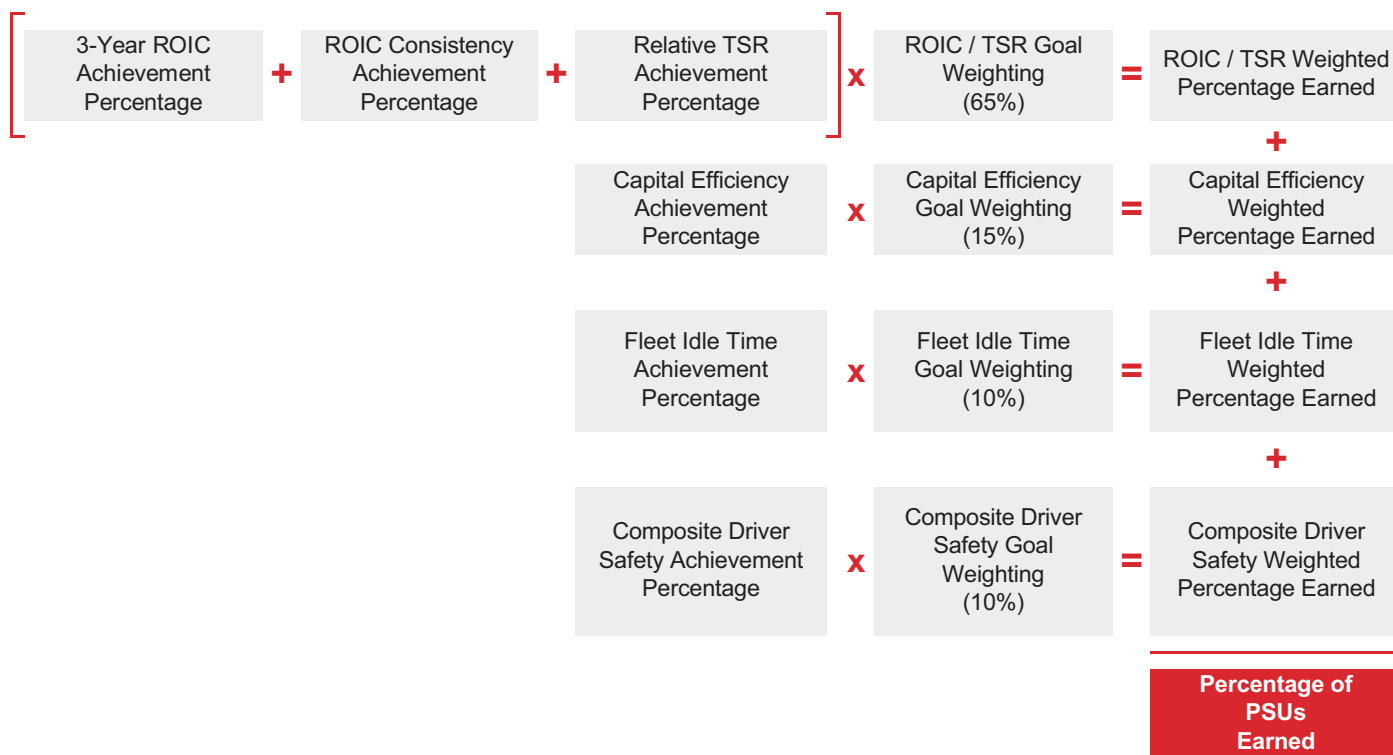 3-Year ROIC
Achievement
Percentage
+
ROIC Consistency
Achievement
Percentage
+
Relative TSR
Achievement
Percentage
x
ROIC / TSR Goal
Weighting
(65%)
=
ROIC / TSR Weighted
Percentage Earned
+
Capital Efficiency
Achievement
Percentage
x
Capital Efficiency
Goal Weighting
(15%)
=
Capital Efficiency
Weighted
Percentage Earned
+
Fleet Idle Time
Achievement
Percentage
x
Fleet Idle Time
Goal Weighting
(10%)
=
Fleet Idle Time
Weighted
Percentage Earned
+
Composite Driver
Safety Achievement
Percentage
x
Composite Driver
Safety Goal
Weighting
(10%)
=
Composite Driver
Safety Weighted
Percentage Earned
Percentage of
PSUs
Earned